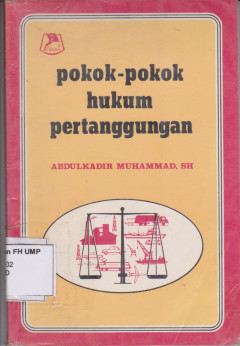 pokok-pokok
hukum
pertanggungan
ABDULKADIR MUHAMMAD, SH
FH UMP